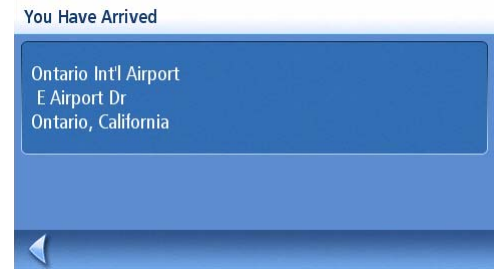 You Have Arrived
Ontario Int'l Airport
E Airport Dr
Ontario, California